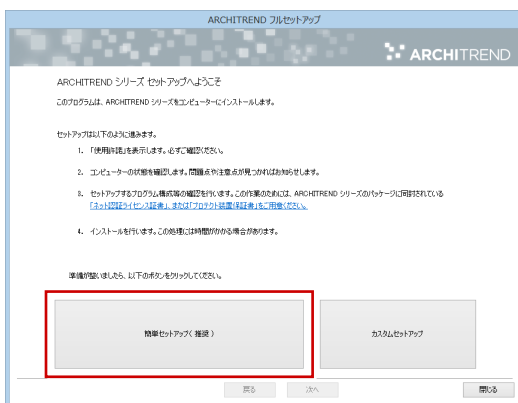 ARCHITREND フルセットアップ
ARCHITREND
ARCHITREND シリーズ セットアップへようこそ
このプログラムは、ARCHITREND シリーズをコンピューターにインストールします。
セットアップは以下のように進みます。
1. 「使用許諾」を表示します。必ずご確認ください。
2. コンピューターの状態を確認します。問題点や注意点が見つかればお知らせします。
3. セットアップするプログラム構成等の確認を行います。この作業のためには、ARCHITREND シリーズのパッケージに同封されている
「ネット認証ライセンス証書」、または「プロテクト装置保証書」をご用意ください。
4. インストールを行います。この処理には時間がかかる場合があります。
準備が整いましたら、以下のボタンをクリックしてください。
簡単セットアップ( 推奨 )
カスタムセットアップ
戻る
次へ
閉じる